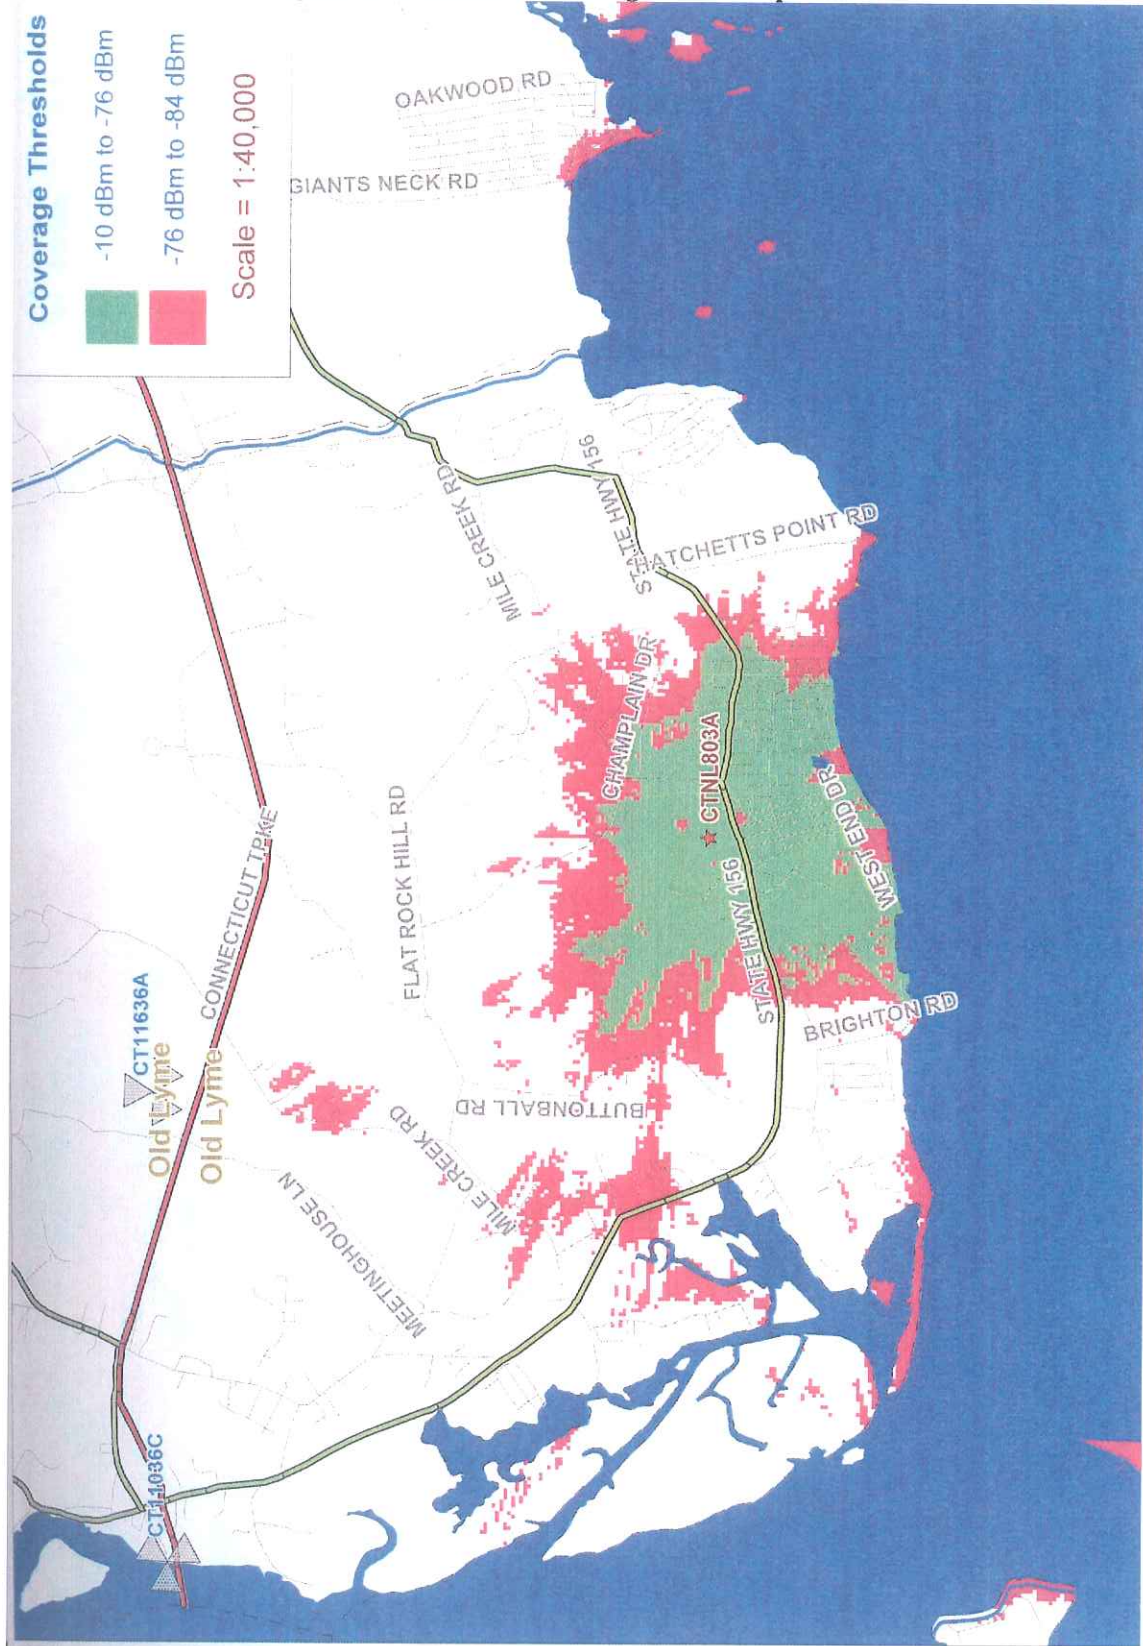 Coverage Thresholds
-10 dBm to -76 dBm
-76 dBm to -84 dBm
Scale = 1:40,000
OAKWOOD RD
GIANTS NECK RD
MILE CREEK RD
STATE HWY 156
HATCHETTS POINT RD
CHAMPLAIN DR
CTNL803A
WEST END DR
STATE HWY 156
BRIGHTON RD
CONNECTICUT TPKE
FLAT ROCK HILL RD
CT11636A
Old Lyme
Old Lyme
BUTTONBALL RD
MILE CREEK RD
MEETINGHOUSE LN
CT11036C